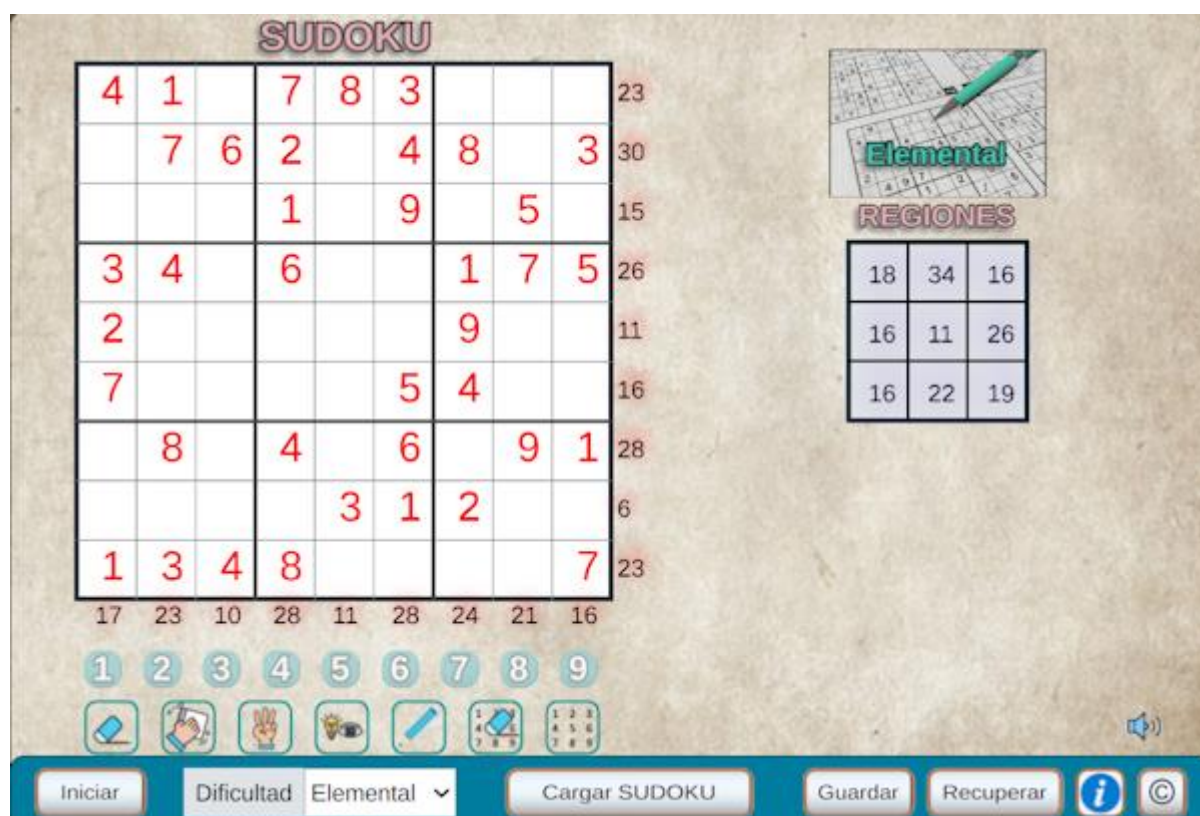 SUDOKU
4 1 7 8 3 23
7 6 2 4 8 3 30
1 9 5 15
3 4 6 1 7 5 26
2 9 11
7 5 4 16
8 4 6 9 1 28
3 1 2 6
1 3 4 8 7 23
17 23 10 28 11 28 24 21 16
1 2 3 4 5 6 7 8 9
Elemental
REGIONES
18 34 16
16 11 26
16 22 19
Iniciar Dificultad Elemental Cargar SUDOKU Guardar Recuperar i ©